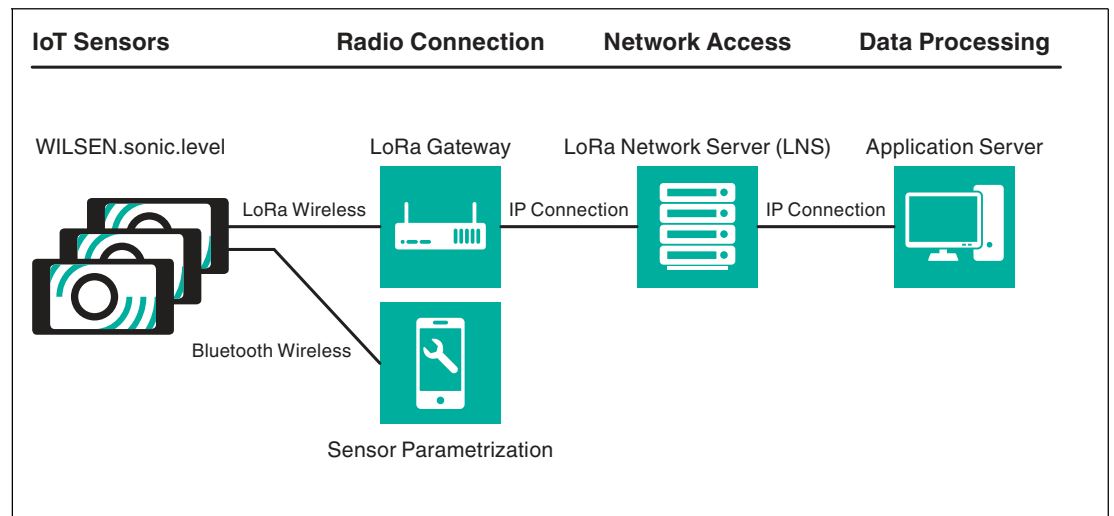 IoT Sensors
Radio Connection
Network Access
Data Processing
WILSEN.sonic.level
LoRa Gateway
LoRa Network Server (LNS)
Application Server
LoRa Wireless
IP Connection
IP Connection
Bluetooth Wireless
Sensor Parametrization